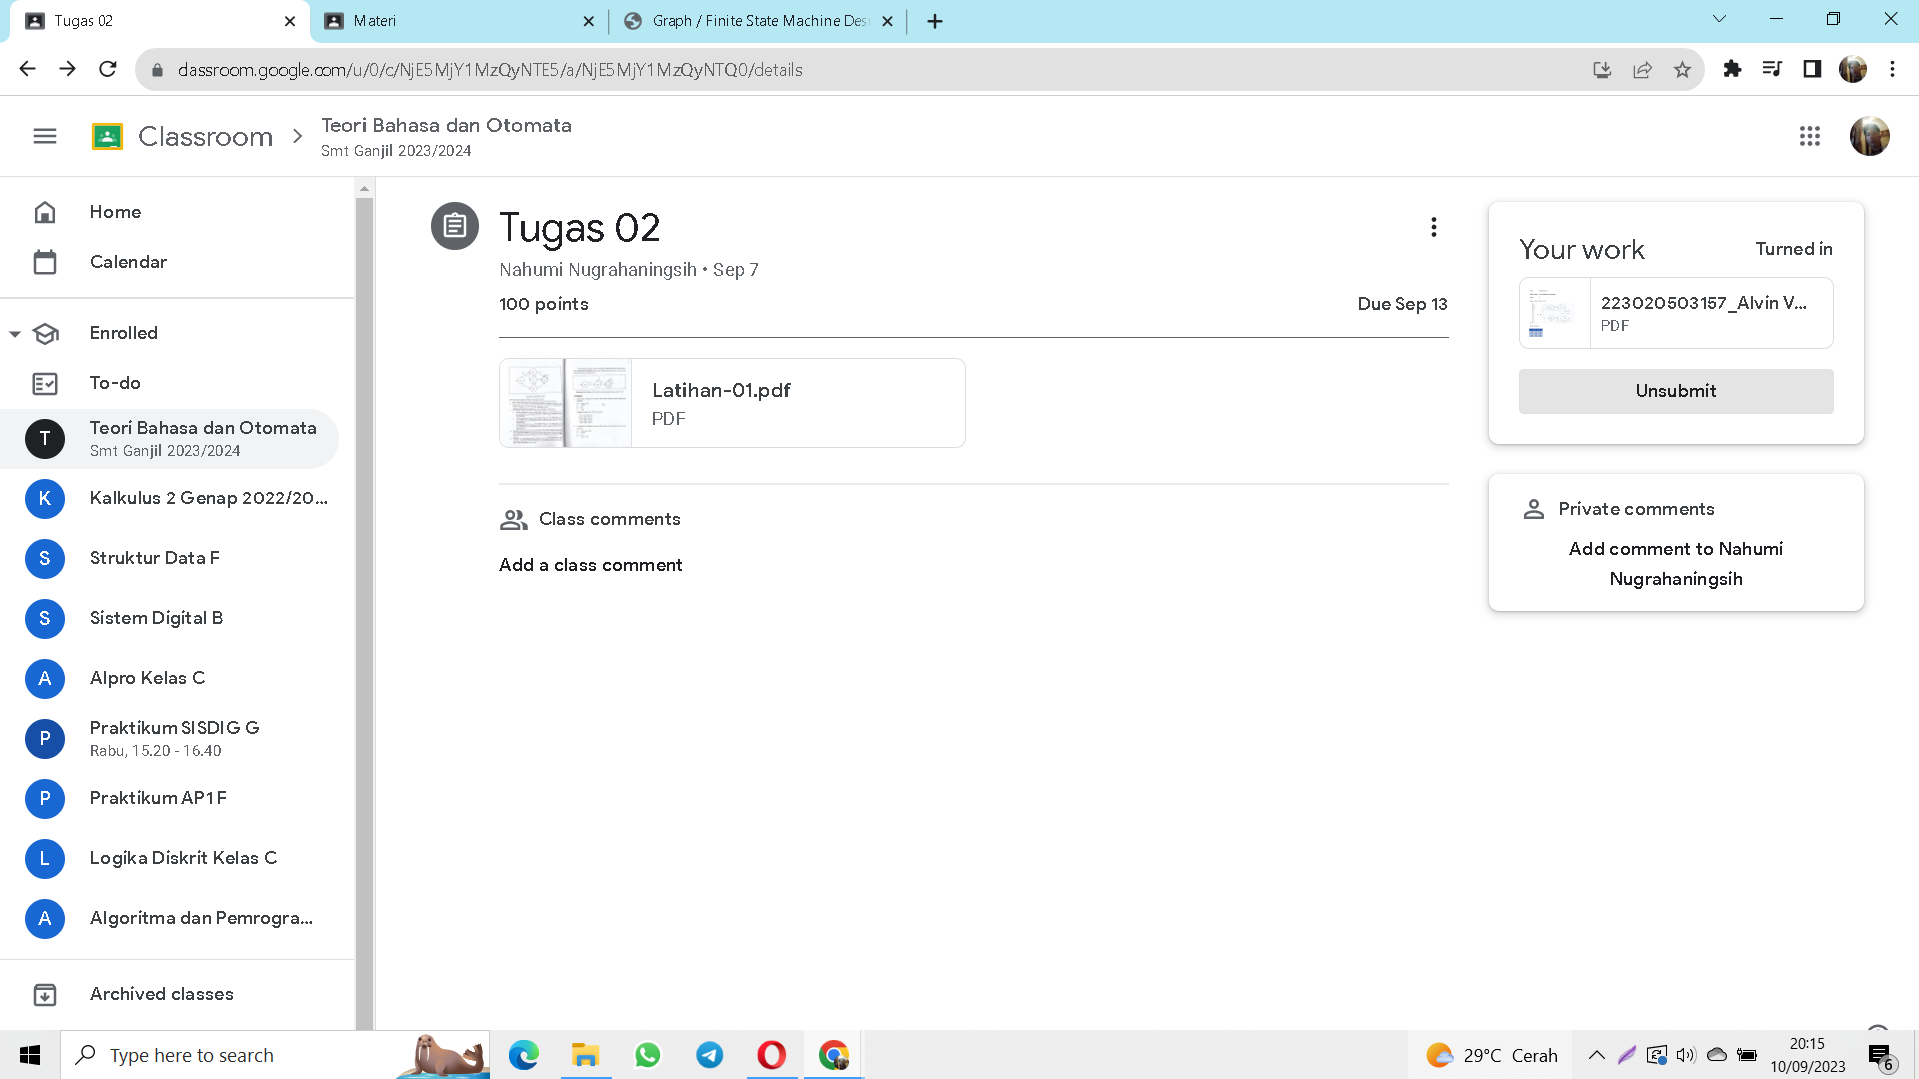 Tugas 02
Materi
Graph / Finite State Machine Des
classroom.google.com/u/0/c/NjE5MjY1MzQyNTE5/a/NjE5MjY1MzQyNTQ0/details
Classroom
Teori Bahasa dan Otomata
Smt Ganjil 2023/2024
Home
Calendar
Enrolled
To-do
T
Teori Bahasa dan Otomata
Smt Ganjil 2023/2024
K
Kalkulus 2 Genap 2022/20...
S
Struktur Data F
S
Sistem Digital B
A
Alpro Kelas C
P
Praktikum SISDIG G
Rabu, 15.20 - 16.40
P
Praktikum AP1 F
L
Logika Diskrit Kelas C
A
Algoritma dan Pemrogra...
Archived classes
Tugas 02
Nahumi Nugrahaningsih • Sep 7
100 points
Due Sep 13
Latihan-01.pdf
PDF
Class comments
Add a class comment
Your work
Turned in
223020503157_Alvin V...
PDF
Unsubmit
Private comments
Add comment to Nahumi
Nugrahaningsih
Type here to search
29°C Cerah
20:15
10/09/2023
6